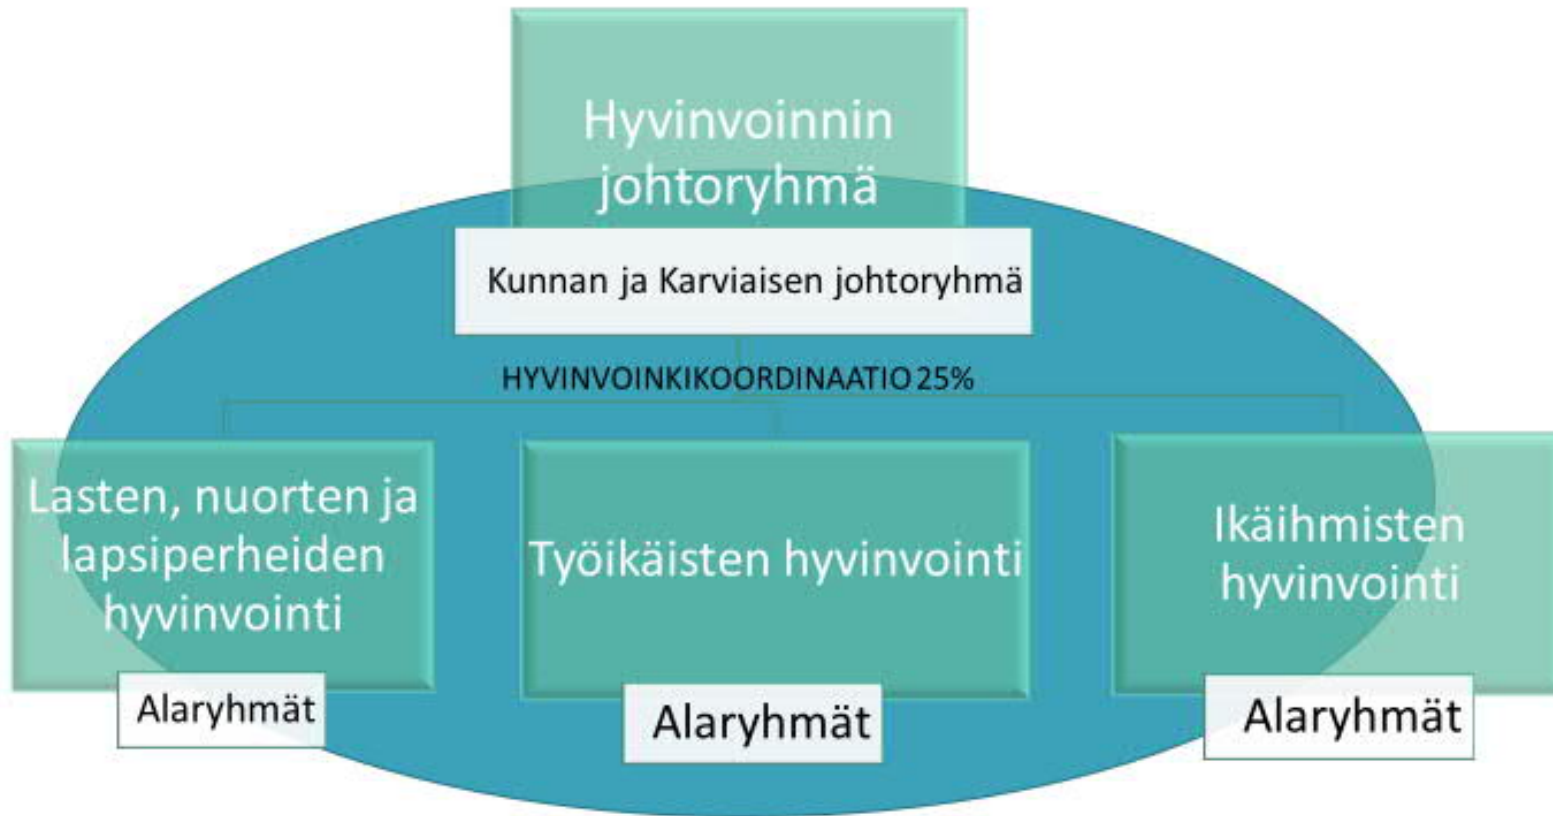 Hyvinvoinnin
johtoryhmä
Kunnan ja Karviaisen johtoryhmä
HYVINVOINKIKOORDINAATIO 25%
Lasten, nuorten ja
lapsiperheiden
hyvinvointi
Alaryhmät
Työikäisten hyvinvointi
Alaryhmät
Ikäihmisten
hyvinvointi
Alaryhmät